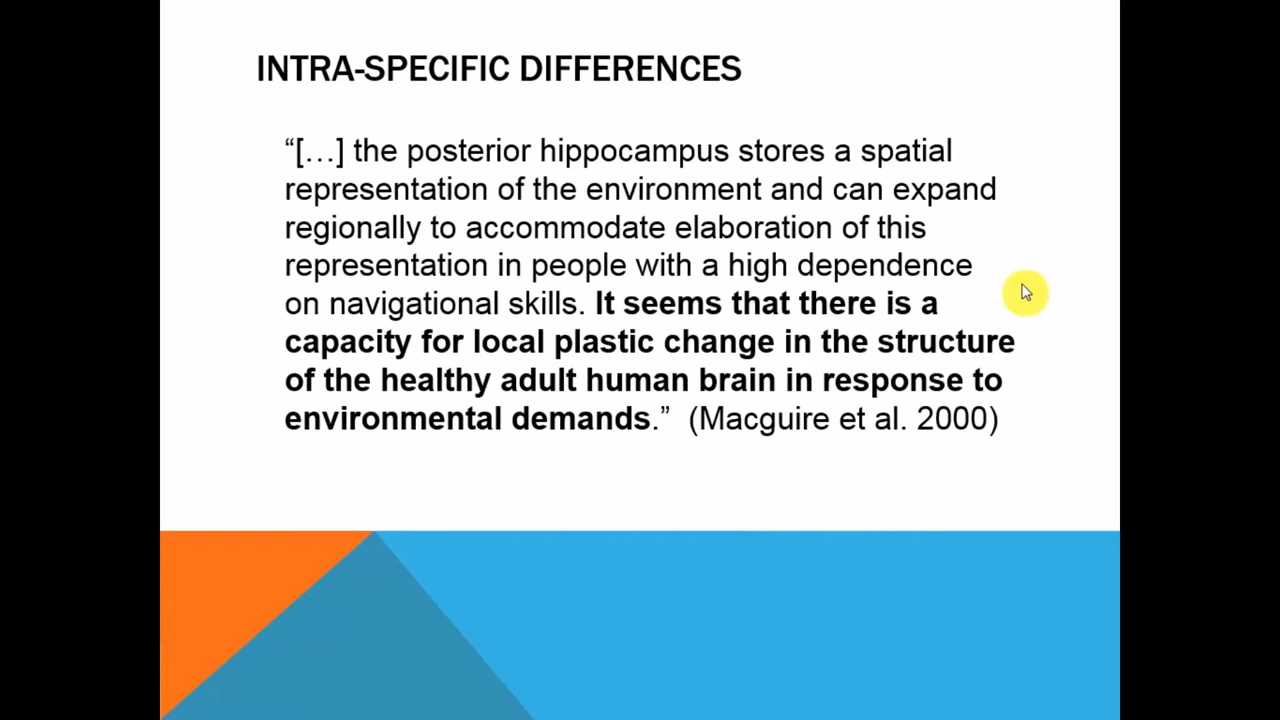 INTRA-SPECIFIC DIFFERENCES
“[…] the posterior hippocampus stores a spatial
representation of the environment and can expand
regionally to accommodate elaboration of this
representation in people with a high dependence
on navigational skills. It seems that there is a
capacity for local plastic change in the structure
of the healthy adult human brain in response to
environmental demands.” (Macguire et al. 2000)